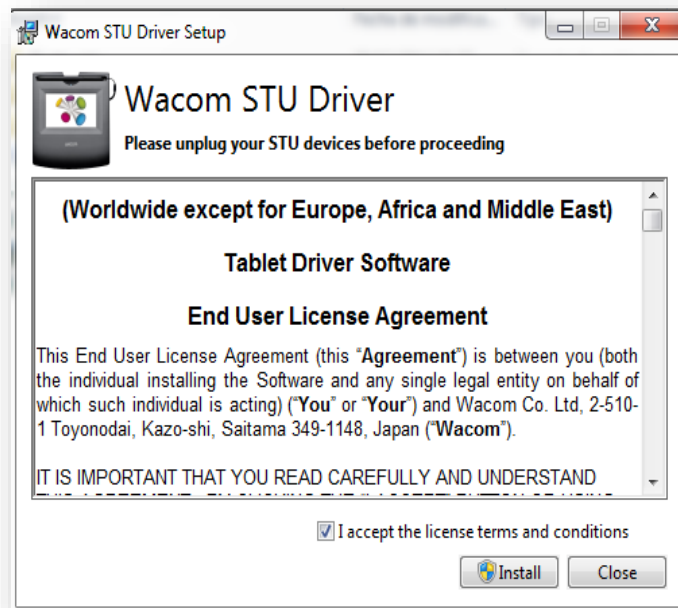 Wacom STU Driver Setup
Wacom STU Driver
Please unplug your STU devices before proceeding
(Worldwide except for Europe, Africa and Middle East)
Tablet Driver Software
End User License Agreement
This End User License Agreement (this “Agreement”) is between you (both
the individual installing the Software and any single legal entity on behalf of
which such individual is acting) (“You” or “Your”) and Wacom Co. Ltd, 2-510-
1 Toyonodai, Kazo-shi, Saitama 349-1148, Japan (“Wacom”).
IT IS IMPORTANT THAT YOU READ CAREFULLY AND UNDERSTAND
I accept the license terms and conditions
Install Close